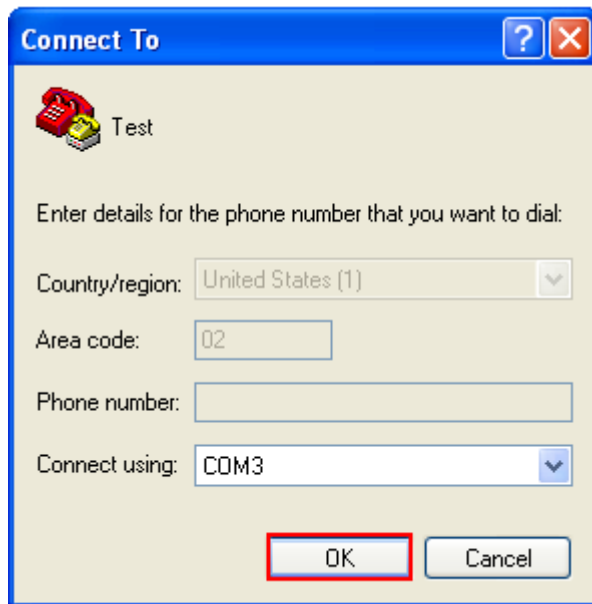 Connect To
Test
Enter details for the phone number that you want to dial:
Country/region: United States (1)
Area code: 02
Phone number:
Connect using: COM3
OK Cancel